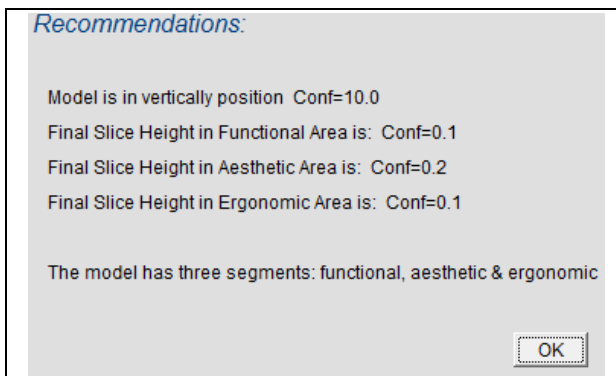 Recommendations:
Model is in vertically position Conf=10.0
Final Slice Height in Functional Area is: Conf=0.1
Final Slice Height in Aesthetic Area is: Conf=0.2
Final Slice Height in Ergonomic Area is: Conf=0.1
The model has three segments: functional, aesthetic & ergonomic
OK